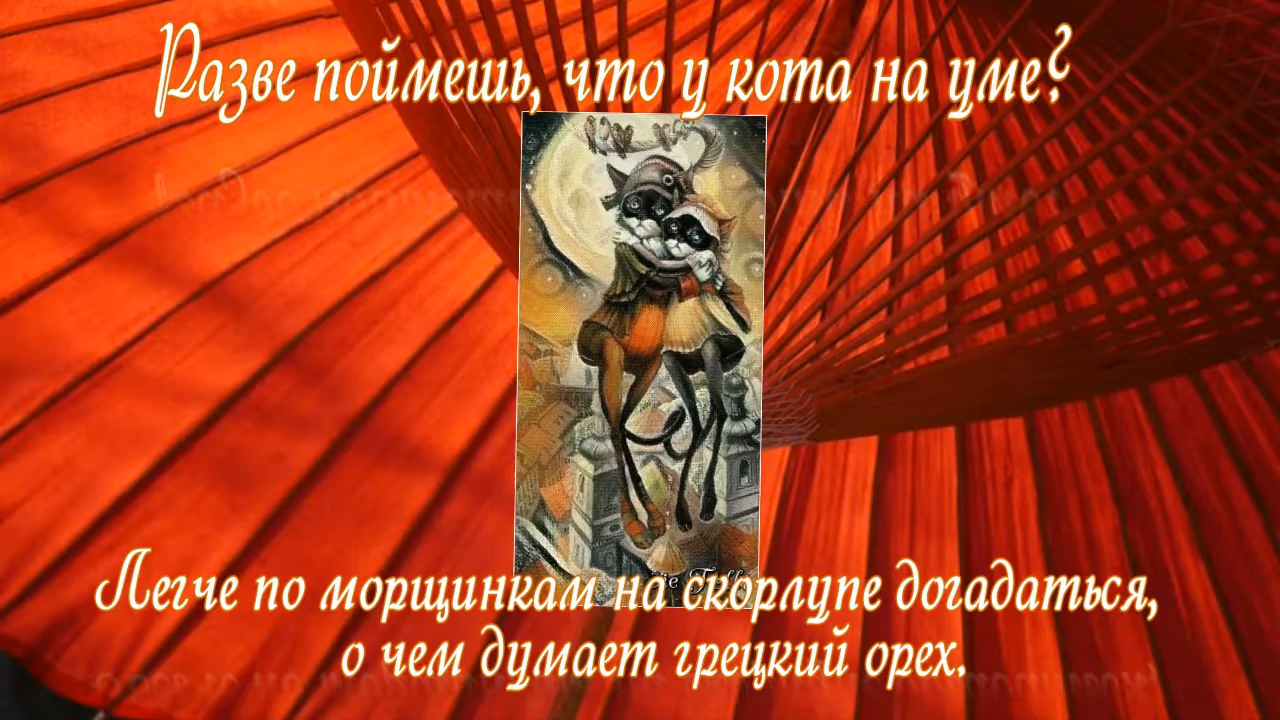 Разве поймешь, что у кота на уме?
Легче по морщинкам на скорлупе догадаться,
о чем думает грецкий орех.